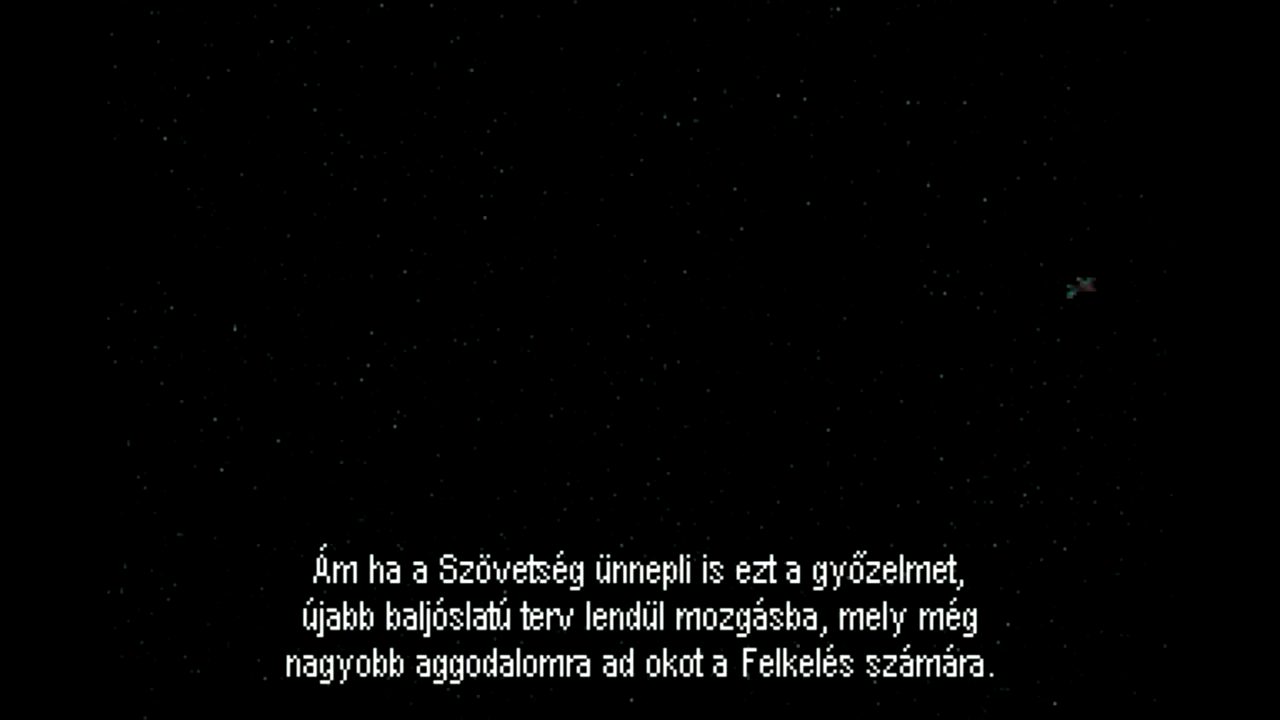 Ám ha a Szövetség ünnepli is ezt a győzelmet,
újabb baljóslatú terv lendül mozgásba, mely még
nagyobb aggodalomra ad okot a Felkelés számára.